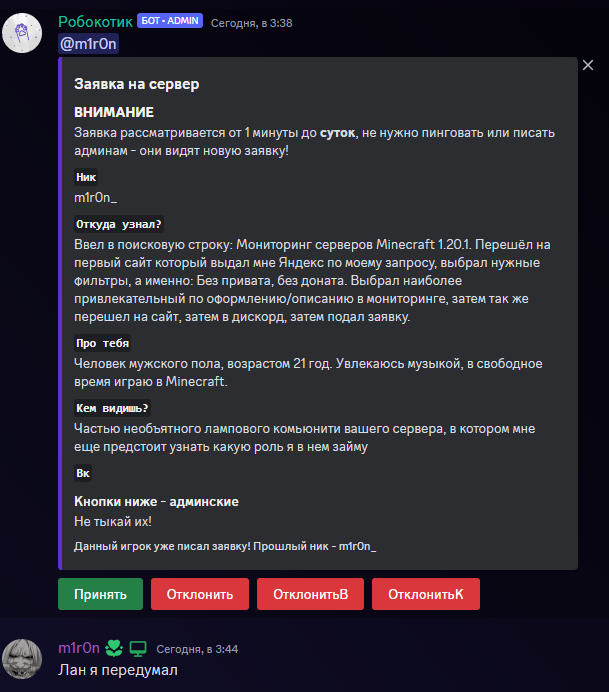 Робокотик БОТ • ADMIN Сегодня, в 3:38
@m1r0n
Заявка на сервер
ВНИМАНИЕ
Заявка рассматривается от 1 минуты до суток, не нужно пинговать или писать
админам - они видят новую заявку!
Ник
m1r0n_
Откуда узнал?
Ввел в поисковую строку: Мониторинг серверов Minecraft 1.20.1. Перешёл на
первый сайт который выдал мне Яндекс по моему запросу, выбрал нужные
фильтры, а именно: Без привата, без доната. Выбрал наиболее
привлекательный по оформлению/описанию в мониторинге, затем так же
перешел на сайт, затем в дискорд, затем подал заявку.
Про тебя
Человек мужского пола, возрастом 21 год. Увлекаюсь музыкой, в свободное
время играю в Minecraft.
Кем видишь?
Частью необъятного лампового комьюнити вашего сервера, в котором мне
еще предстоит узнать какую роль я в нем займу
Вк
Кнопки ниже - админские
Не тыкай их!
Данный игрок уже писал заявку! Прошлый ник - m1r0n_
Принять Отклонить ОтклонитьВ ОтклонитьК
m1r0n Сегодня, в 3:44
Лан я передумал